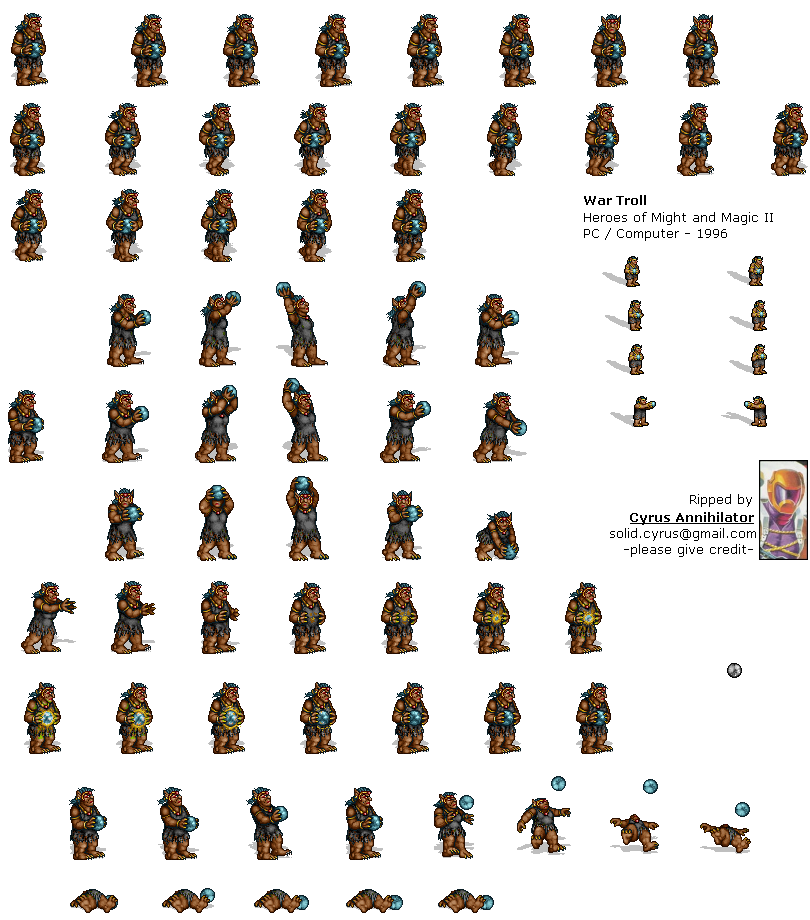 War Troll
Heroes of Might and Magic II
PC / Computer - 1996
Ripped by
Cyrus Annihilator
solid.cyrus@gmail.com
-please give credit-